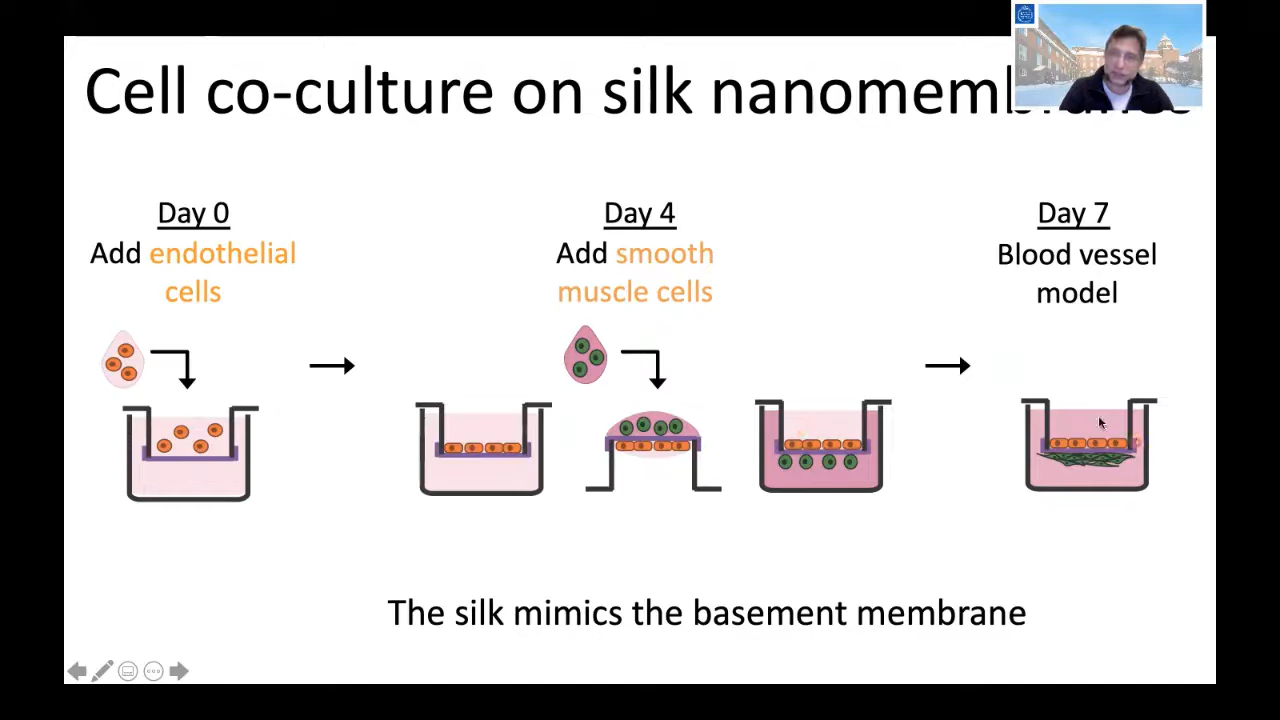 Cell co-culture on silk
Day 0
Add endothelial
cells
Day 4
Add smooth
muscle cells
Day 7
Blood vessel
model
The silk mimics the basement membrane